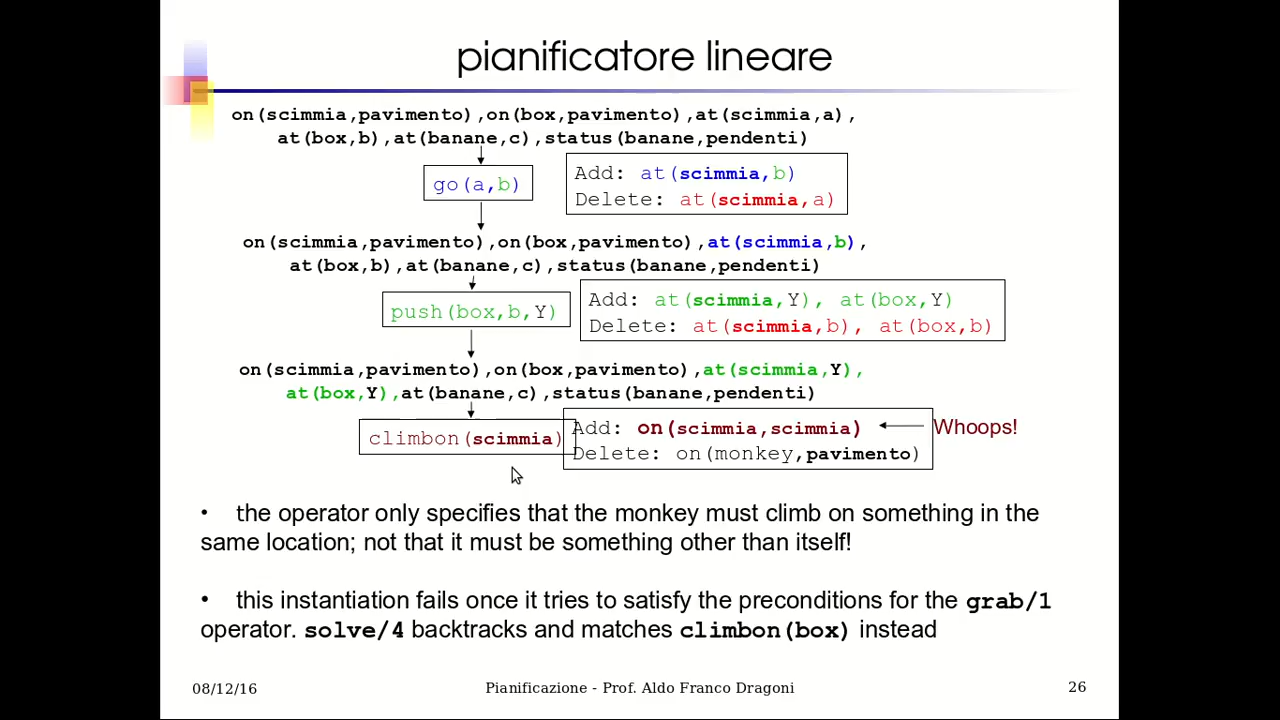 pianificatore lineare
on(scimmia,pavimento),on(box,pavimento),at(scimmia,a),
at(box,b),at(banane,c),status(banane,pendenti)
go(a,b)
Add: at(scimmia,b)
Delete: at(scimmia,a)
on(scimmia,pavimento),on(box,pavimento),at(scimmia,b),
at(box,b),at(banane,c),status(banane,pendenti)
push(box,b,Y)
Add: at(scimmia,Y), at(box,Y)
Delete: at(scimmia,b), at(box,b)
on(scimmia,pavimento),on(box,pavimento),at(scimmia,Y),
at(box,Y),at(banane,c),status(banane,pendenti)
climbon(scimmia)
Add: on(scimmia,scimmia)
Whoops!
Delete: on(monkey,pavimento)
• the operator only specifies that the monkey must climb on something in the
same location; not that it must be something other than itself!
• this instantiation fails once it tries to satisfy the preconditions for the grab/1
operator. solve/4 backtracks and matches climbon(box) instead
08/12/16
Pianificazione - Prof. Aldo Franco Dragoni
26